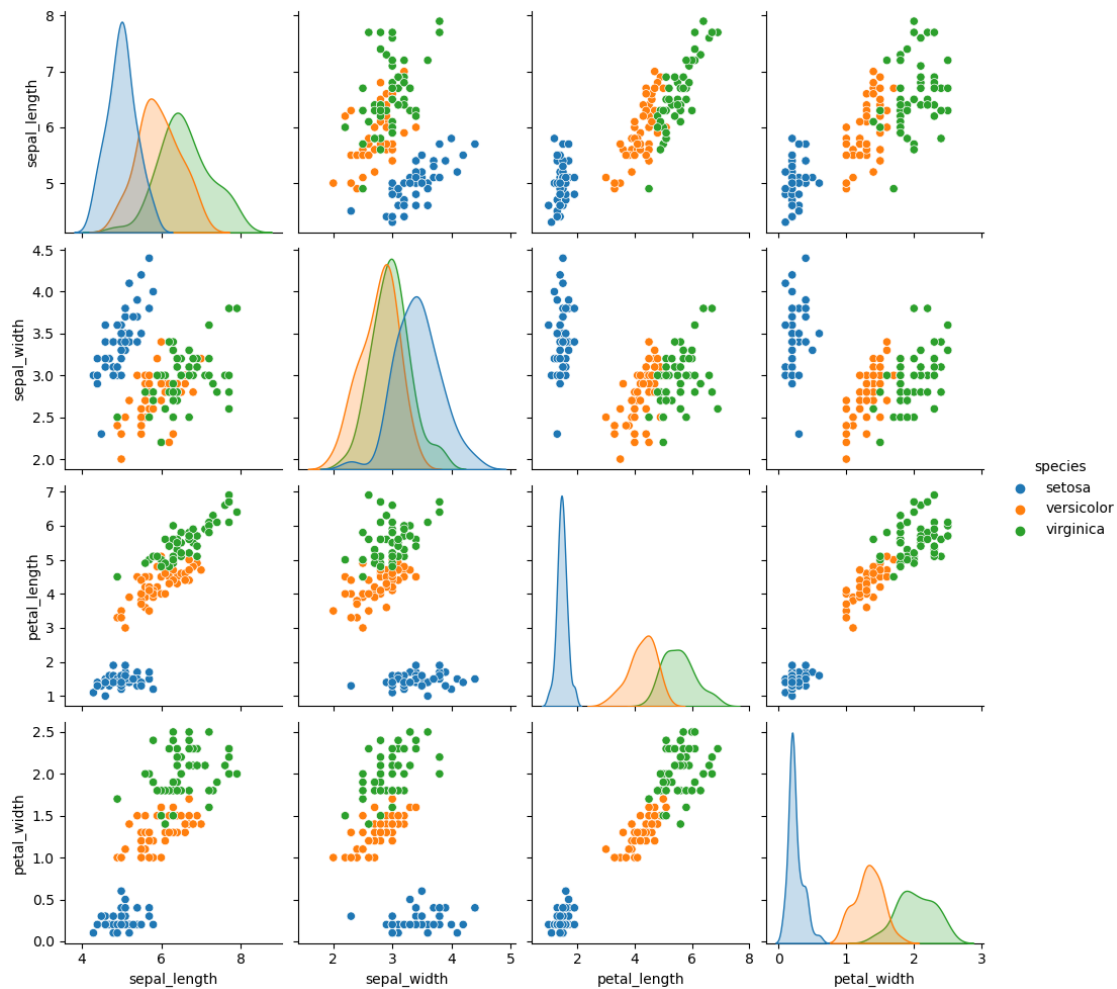 8
7
6
5
sepal_length
4.5
4.0
3.5
3.0
2.5
2.0
sepal_width
species
setosa
versicolor
virginica
7
6
5
4
3
2
1
petal_length
2.5
2.0
1.5
1.0
0.5
0.0
petal_width
4 6 8
2 3 4 5
0 2 4 6 8
0 1 2 3
sepal_length sepal_width petal_length petal_width